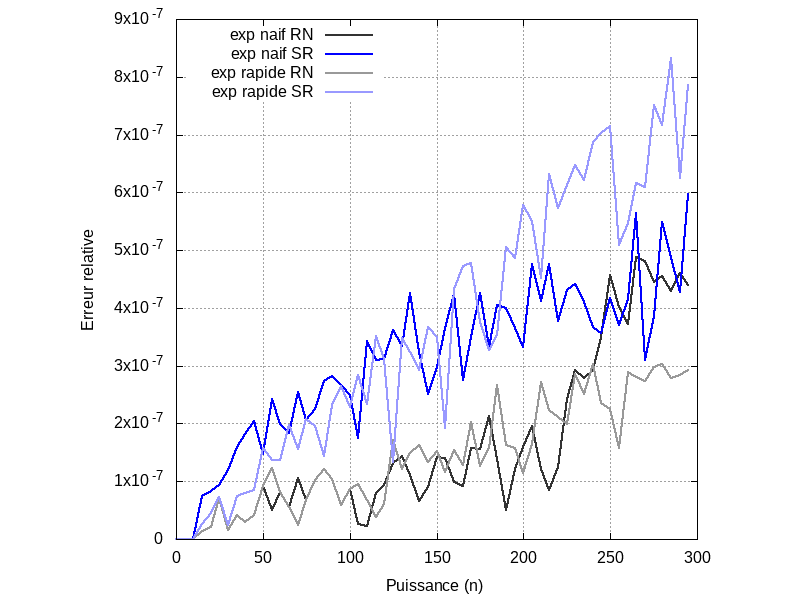 9x10⁻⁷
exp naif RN
exp naif SR
8x10⁻⁷
exp rapide RN
exp rapide SR
7x10⁻⁷
6x10⁻⁷
5x10⁻⁷
Erreur relative
4x10⁻⁷
3x10⁻⁷
2x10⁻⁷
1x10⁻⁷
0
0 50 100 150 200 250 300
Puissance (n)